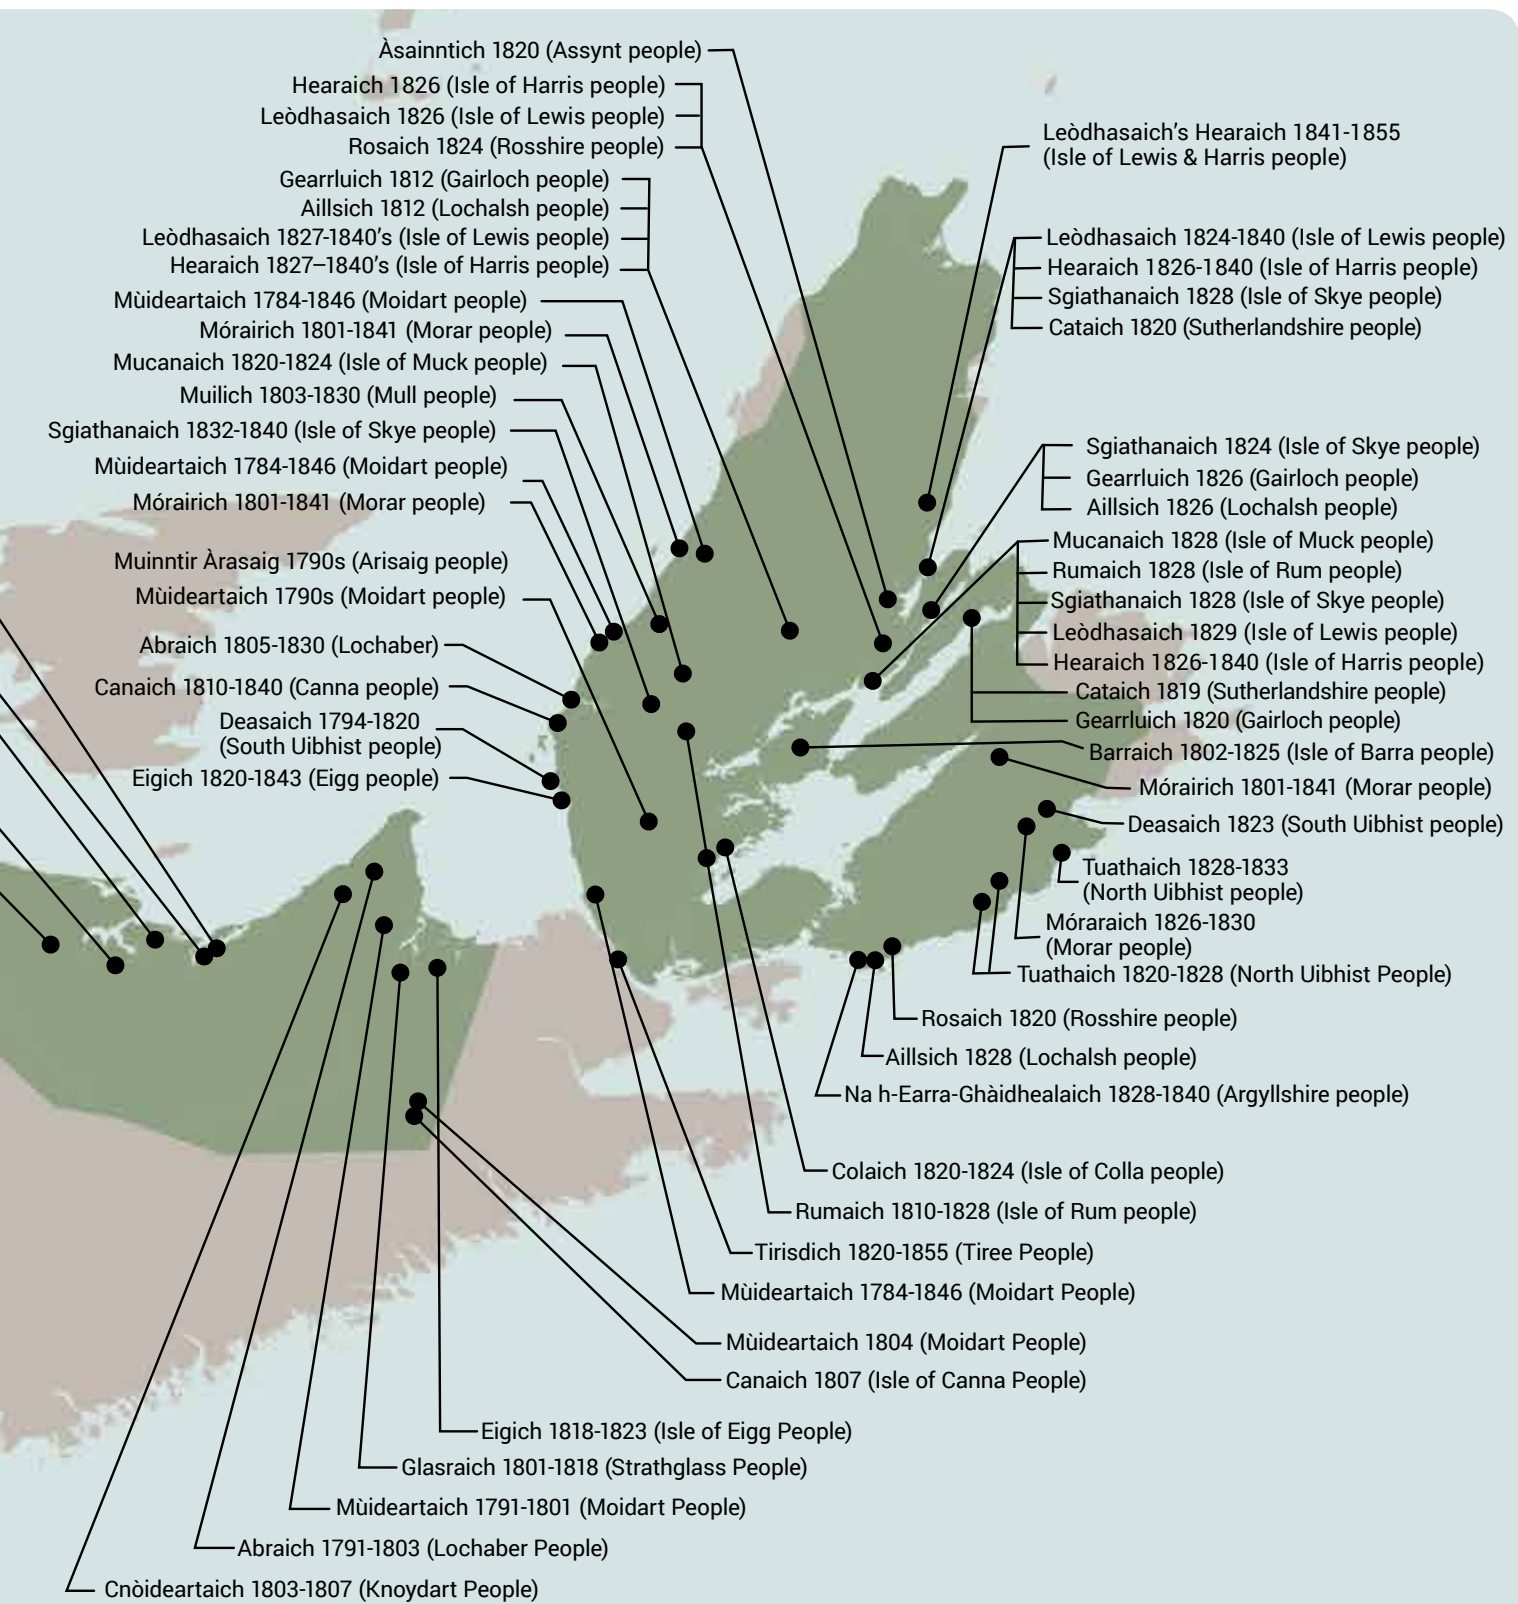 Àsainntich 1820 (Assynt people)
Hearaich 1826 (Isle of Harris people)
Leòdhasaich 1826 (Isle of Lewis people)
Rosaich 1824 (Rosshire people)
Gearrluich 1812 (Gairloch people)
Aillsich 1812 (Lochalsh people)
Leòdhasaich 1827-1840's (Isle of Lewis people)
Hearaich 1827–1840's (Isle of Harris people)
Mùideartaich 1784-1846 (Moidart people)
Mórairich 1801-1841 (Morar people)
Mucanaich 1820-1824 (Isle of Muck people)
Muilich 1803-1830 (Mull people)
Sgiathanaich 1832-1840 (Isle of Skye people)
Mùideartaich 1784-1846 (Moidart people)
Mórairich 1801-1841 (Morar people)
Muinntir Àrasaig 1790s (Arisaig people)
Mùideartaich 1790s (Moidart people)
Abraich 1805-1830 (Lochaber)
Canaich 1810-1840 (Canna people)
Deasaich 1794-1820
(South Uibhist people)
Eigich 1820-1843 (Eigg people)
Leòdhasaich's Hearaich 1841-1855
(Isle of Lewis & Harris people)
Leòdhasaich 1824-1840 (Isle of Lewis people)
Hearaich 1826-1840 (Isle of Harris people)
Sgiathanaich 1828 (Isle of Skye people)
Cataich 1820 (Sutherlandshire people)
Sgiathanaich 1824 (Isle of Skye people)
Gearrluich 1826 (Gairloch people)
Aillsich 1826 (Lochalsh people)
Mucanaich 1828 (Isle of Muck people)
Rumaich 1828 (Isle of Rum people)
Sgiathanaich 1828 (Isle of Skye people)
Leòdhasaich 1829 (Isle of Lewis people)
Hearaich 1826-1840 (Isle of Harris people)
Cataich 1819 (Sutherlandshire people)
Gearrluich 1820 (Gairloch people)
Barraich 1802-1825 (Isle of Barra people)
Mórairich 1801-1841 (Morar people)
Deasaich 1823 (South Uibhist people)
Tuathaich 1828-1833
(North Uibhist people)
Móraraich 1826-1830
(Morar people)
Tuathaich 1820-1828 (North Uibhist People)
Rosaich 1820 (Rosshire people)
Aillsich 1828 (Lochalsh people)
Na h-Earra-Ghàidhealaich 1828-1840 (Argyllshire people)
Colaich 1820-1824 (Isle of Colla people)
Rumaich 1810-1828 (Isle of Rum people)
Tirisdich 1820-1855 (Tiree People)
Mùideartaich 1784-1846 (Moidart People)
Mùideartaich 1804 (Moidart People)
Canaich 1807 (Isle of Canna People)
Eigich 1818-1823 (Isle of Eigg People)
Glasraich 1801-1818 (Strathglass People)
Mùideartaich 1791-1801 (Moidart People)
Abraich 1791-1803 (Lochaber People)
Cnòideartaich 1803-1807 (Knoydart People)